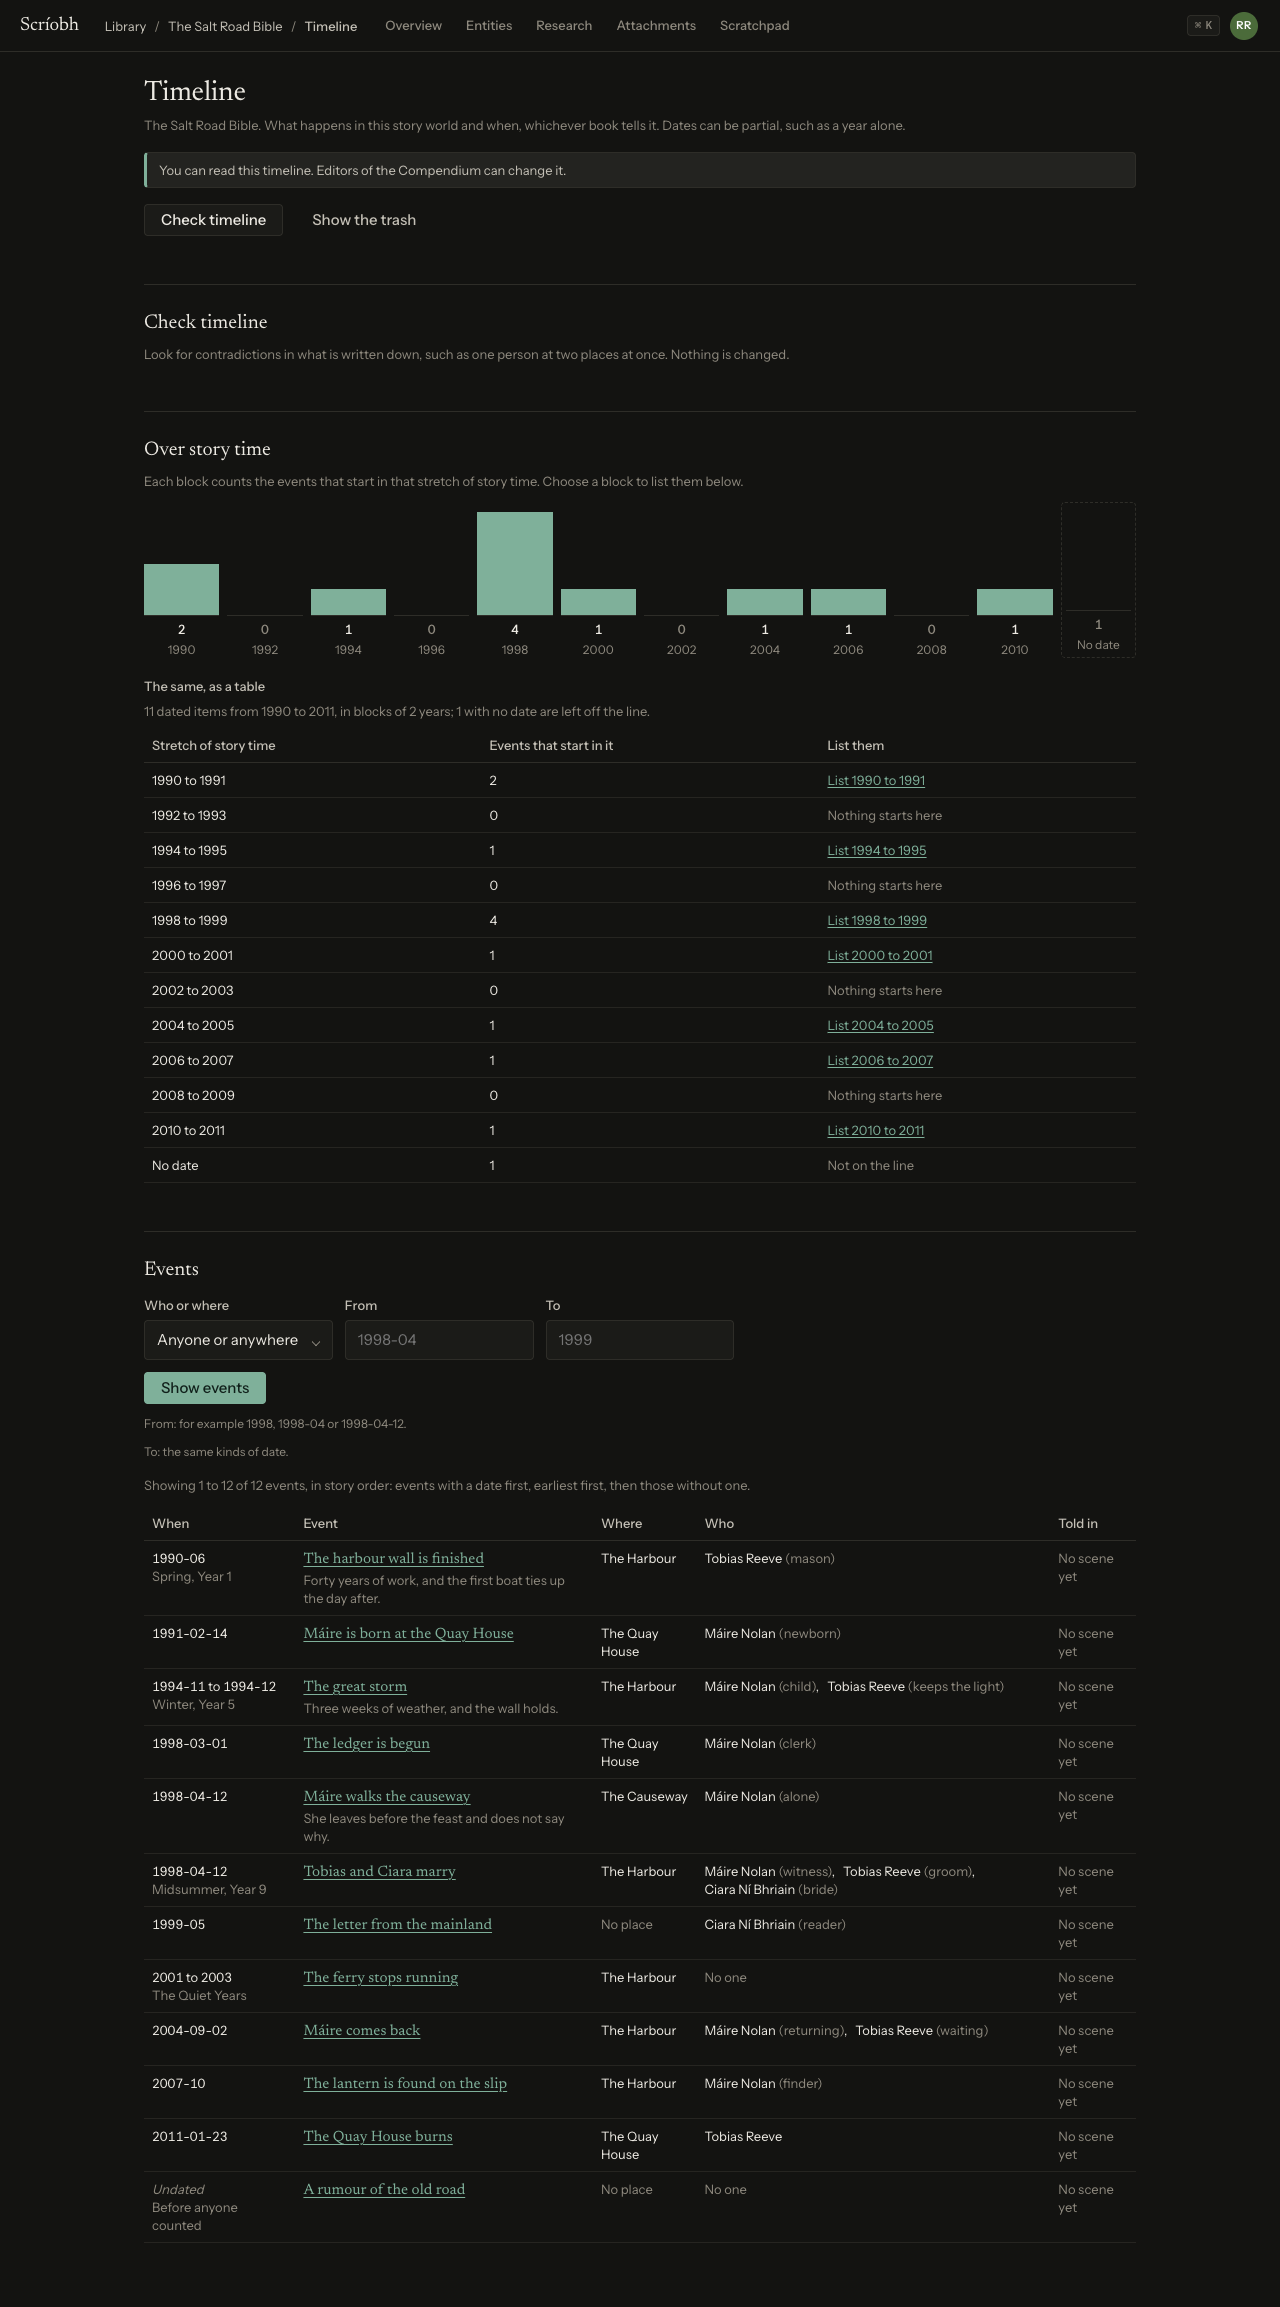 Scríobh
Library / The Salt Road Bible / Timeline
Overview
Entities
Research
Attachments
Scratchpad
⌘ K
RR
Timeline
The Salt Road Bible. What happens in this story world and when, whichever book tells it. Dates can be partial, such as a year alone.
You can read this timeline. Editors of the Compendium can change it.
Check timeline
Show the trash
Check timeline
Look for contradictions in what is written down, such as one person at two places at once. Nothing is changed.
Over story time
Each block counts the events that start in that stretch of story time. Choose a block to list them below.
2 0 1 0 4 1 0 1 1 0 1 1
1990 1992 1994 1996 1998 2000 2002 2004 2006 2008 2010 No date
The same, as a table
11 dated items from 1990 to 2011, in blocks of 2 years; 1 with no date are left off the line.
Stretch of story time Events that start in it List them
1990 to 1991 2 List 1990 to 1991
1992 to 1993 0 Nothing starts here
1994 to 1995 1 List 1994 to 1995
1996 to 1997 0 Nothing starts here
1998 to 1999 4 List 1998 to 1999
2000 to 2001 1 List 2000 to 2001
2002 to 2003 0 Nothing starts here
2004 to 2005 1 List 2004 to 2005
2006 to 2007 1 List 2006 to 2007
2008 to 2009 0 Nothing starts here
2010 to 2011 1 List 2010 to 2011
No date 1 Not on the line
Events
Who or where From To
Anyone or anywhere 1998-04 1999
Show events
From: for example 1998, 1998-04 or 1998-04-12.
To: the same kinds of date.
Showing 1 to 12 of 12 events, in story order: events with a date first, earliest first, then those without one.
When Event Where Who Told in
1990-06 The harbour wall is finished The Harbour Tobias Reeve (mason) No scene
Spring, Year 1 Forty years of work, and the first boat ties up yet
the day after.
1991-02-14 Máire is born at the Quay House The Quay Máire Nolan (newborn) No scene
House yet
1994-11 to 1994-12 The great storm The Harbour Máire Nolan (child), Tobias Reeve (keeps the light) No scene
Winter, Year 5 Three weeks of weather, and the wall holds. yet
1998-03-01 The ledger is begun The Quay Máire Nolan (clerk) No scene
House yet
1998-04-12 Máire walks the causeway The Causeway Máire Nolan (alone) No scene
She leaves before the feast and does not say yet
why.
1998-04-12 Tobias and Ciara marry The Harbour Máire Nolan (witness), Tobias Reeve (groom), No scene
Midsummer, Year 9 Ciara Ní Bhriain (bride) yet
1999-05 The letter from the mainland No place Ciara Ní Bhriain (reader) No scene
yet
2001 to 2003 The ferry stops running The Harbour No one No scene
The Quiet Years yet
2004-09-02 Máire comes back The Harbour Máire Nolan (returning), Tobias Reeve (waiting) No scene
yet
2007-10 The lantern is found on the slip The Harbour Máire Nolan (finder) No scene
yet
2011-01-23 The Quay House burns The Quay Tobias Reeve No scene
House yet
Undated A rumour of the old road No place No one No scene
Before anyone yet
counted